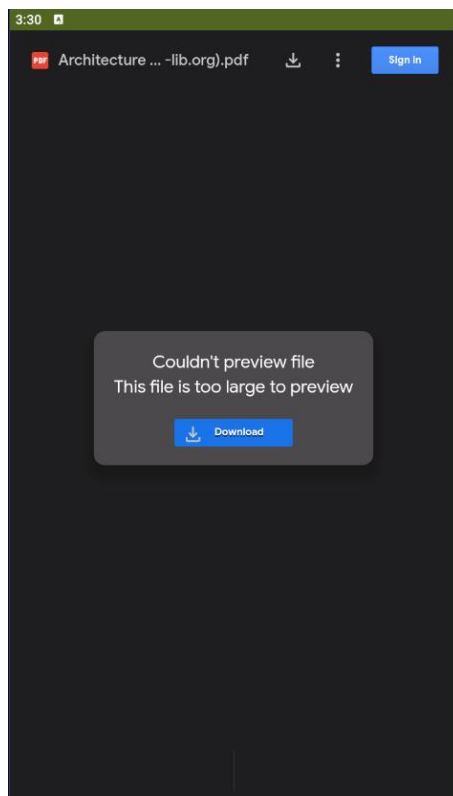 3:30 A
PDF Architecture ... -lib.org).pdf Sign in
Couldn't preview file
This file is too large to preview
Download